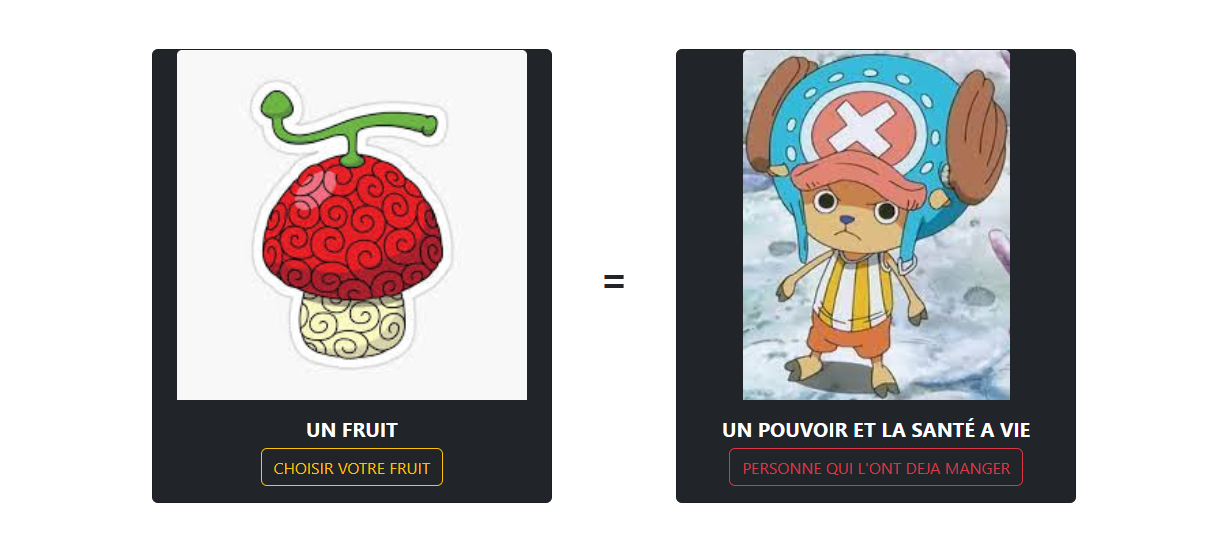 =
UN FRUIT
CHOISIR VOTRE FRUIT
UN POUVOIR ET LA SANTÉ A VIE
PERSONNE QUI L'ONT DEJA MANGER